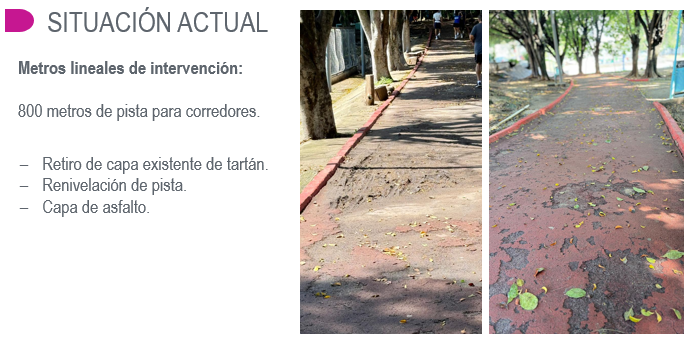 SITUACIÓN ACTUAL
Metros lineales de intervención:
800 metros de pista para corredores.
– Retiro de capa existente de tartán.
– Renivelación de pista.
– Capa de asfalto.